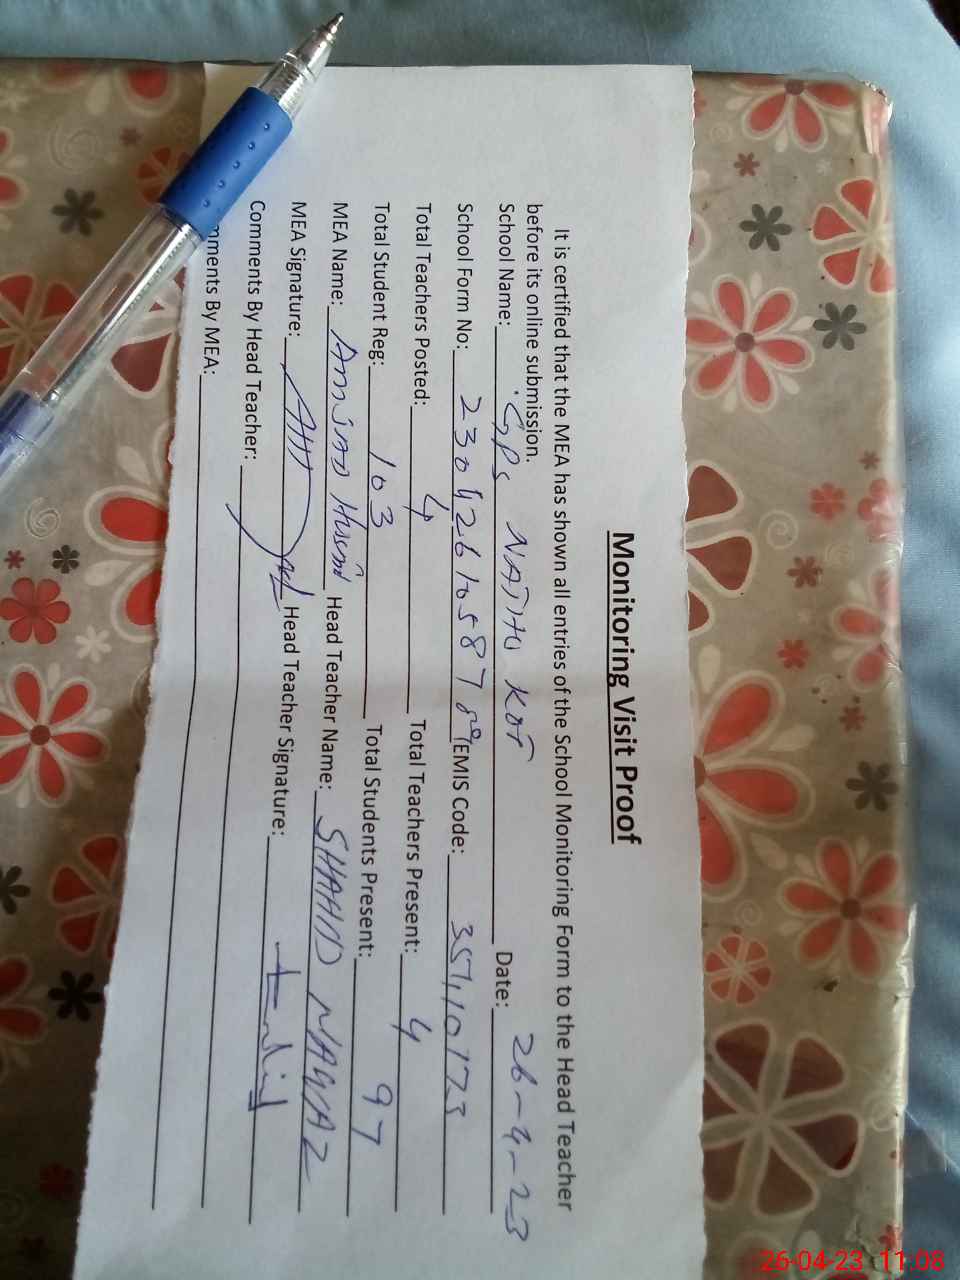 Monitoring Visit Proof
It is certified that the MEA has shown all entries of the School Monitoring Form to the Head Teacher
before its online submission.
School Name: GPS NATHU KOT Date: 26-4-23
School Form No: 23042610587 EMS Code: 35710173
Total Teachers Posted: 4 Total Teachers Present: 4
Total Student Reg: 103 Total Students Present: 97
MEA Name: Amjad Husain Head Teacher Name: SHAHID NAWAZ
MEA Signature: Head Teacher Signature:
Comments By Head Teacher:
mments By MEA:
26-04-23 11:08